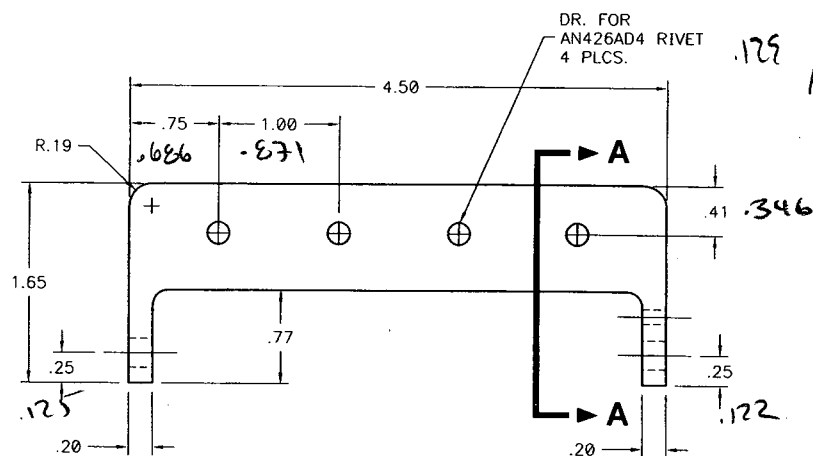 DR. FOR
AN426AD4 RIVET
4 PLCS.
.129
4.50
.75
1.00
R.19
.686
.871
A
.41
.346
1.65
.77
.25
.25
.125
A
.122
.20
.20